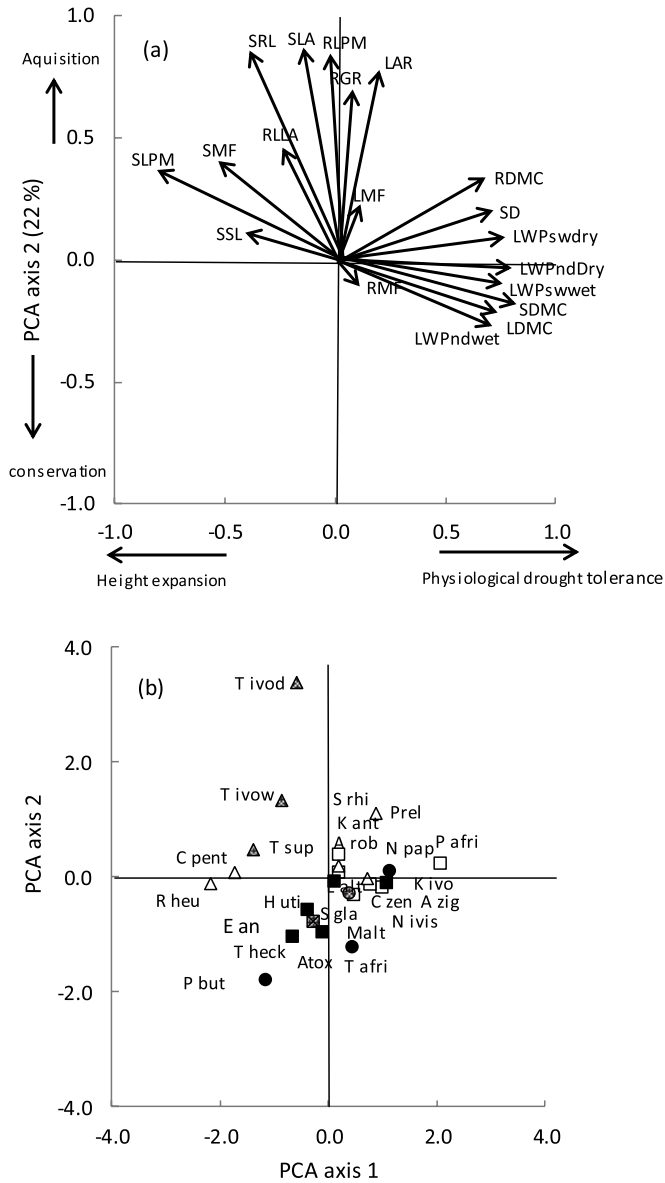 1.0
(a)
Aquisition
SRL SLA RLPM
LAR
RGR
0.5
RLLA
SLPM SMF
RDMC
LMF
SD
SSL
LWPswdry
0.0
LWPndDry
RMF
LWPswwet
SDMC
LDMC
LWPndwet
PCA axis 2 (22 %)
-0.5
conservation
-1.0
-1.0 -0.5 0.0 0.5 1.0
Height expansion
Physiological drought tolerance
4.0
(b)
T ivod
2.0
T ivow
S rhi
Prel
K ant
rob
T sup
N pap
P afri
C pent
0.0
K ivo
R heu
H uti
C zen A zig
S gla
N ivis
E an
Malt
T heck
Atox
T afri
P but
-2.0
PCA axis 2
-4.0
-4.0 -2.0 0.0 2.0 4.0
PCA axis 1